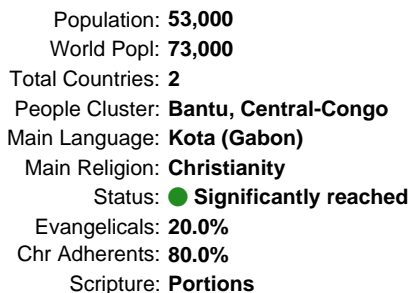 Population: 53,000
World Popl: 73,000
Total Countries: 2
People Cluster: Bantu, Central-Congo
Main Language: Kota (Gabon)
Main Religion: Christianity
Status: Significantly reached
Evangelicals: 20.0%
Chr Adherents: 80.0%
Scripture: Portions